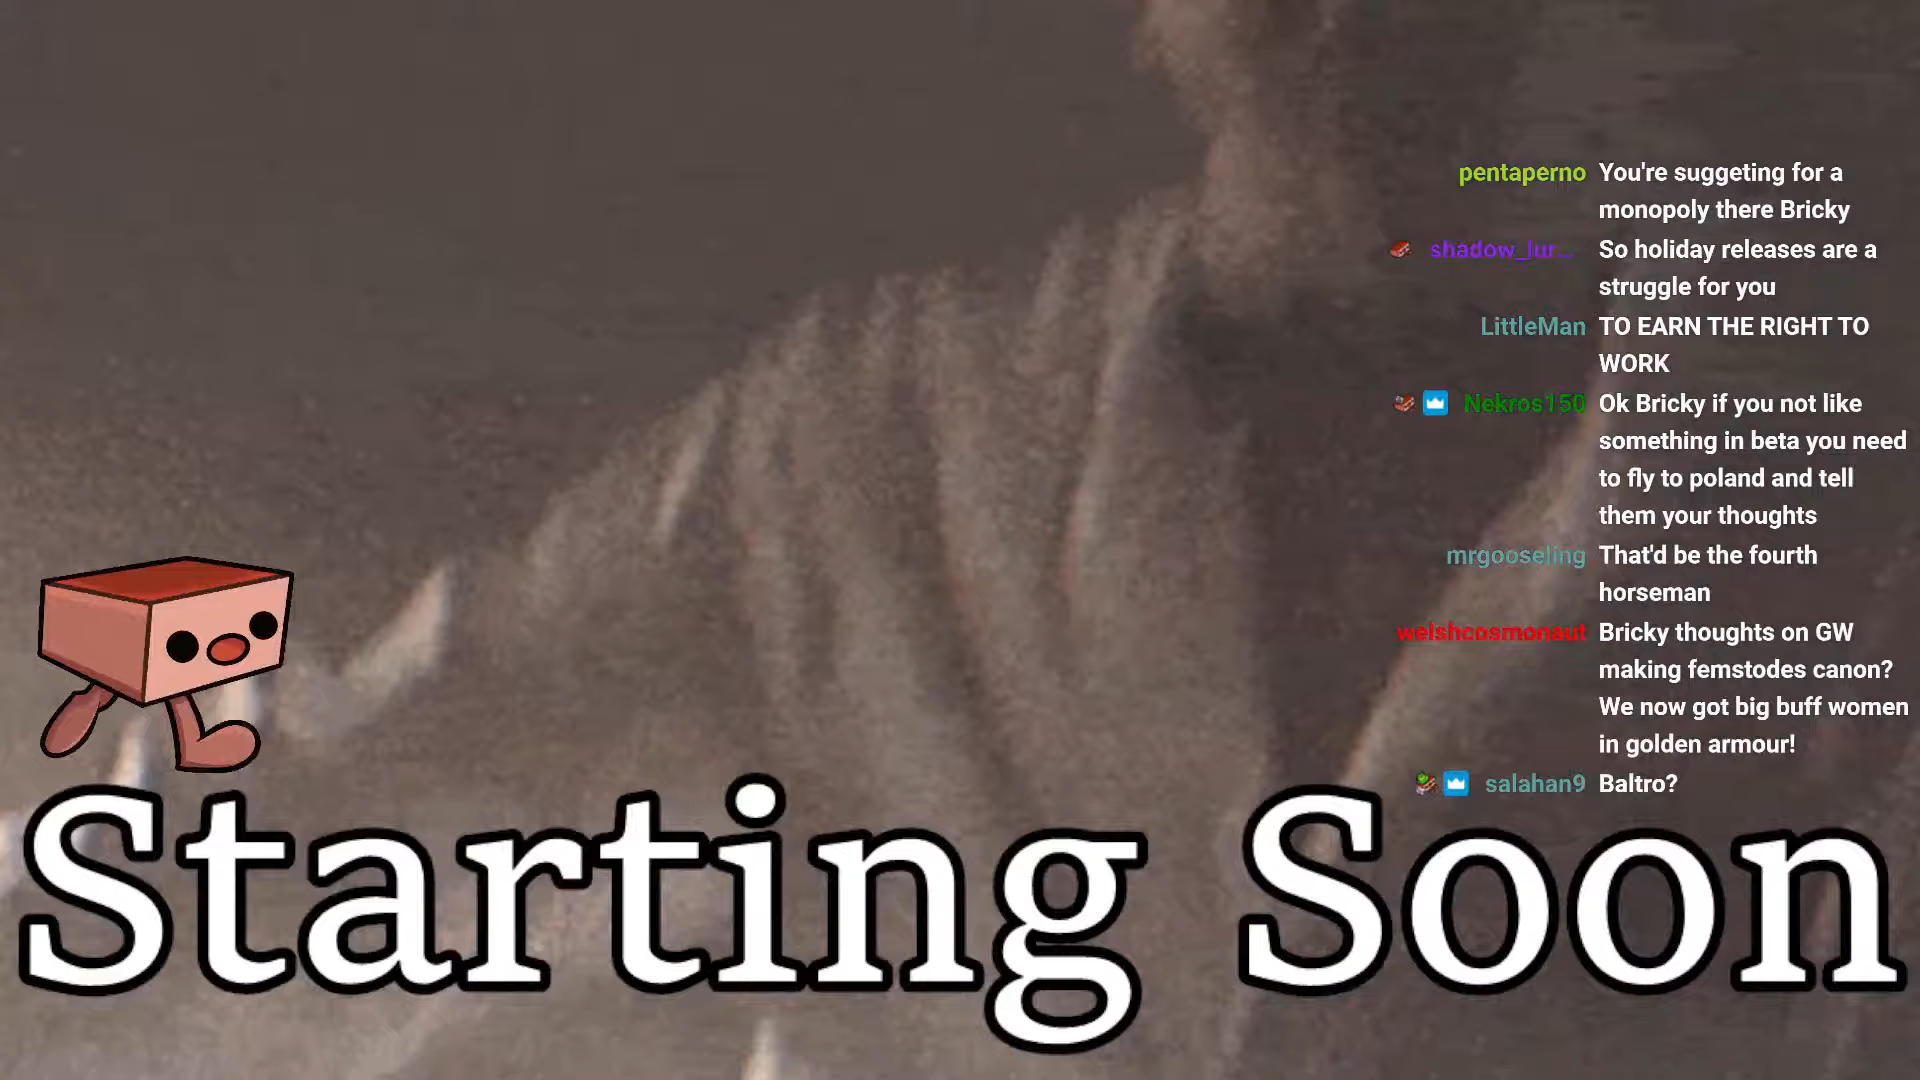 pentaperno You're suggeting for a
monopoly there Bricky
shadow_lur... So holiday releases are a
struggle for you
LittleMan TO EARN THE RIGHT TO
WORK
Nekros150 Ok Bricky if you not like
something in beta you need
to fly to poland and tell
them your thoughts
mrgooseling That'd be the fourth
horseman
welshcosmonaut Bricky thoughts on GW
making femstodes canon?
We now got big buff women
in golden armour!
salahan9 Baltro?
Starting Soon